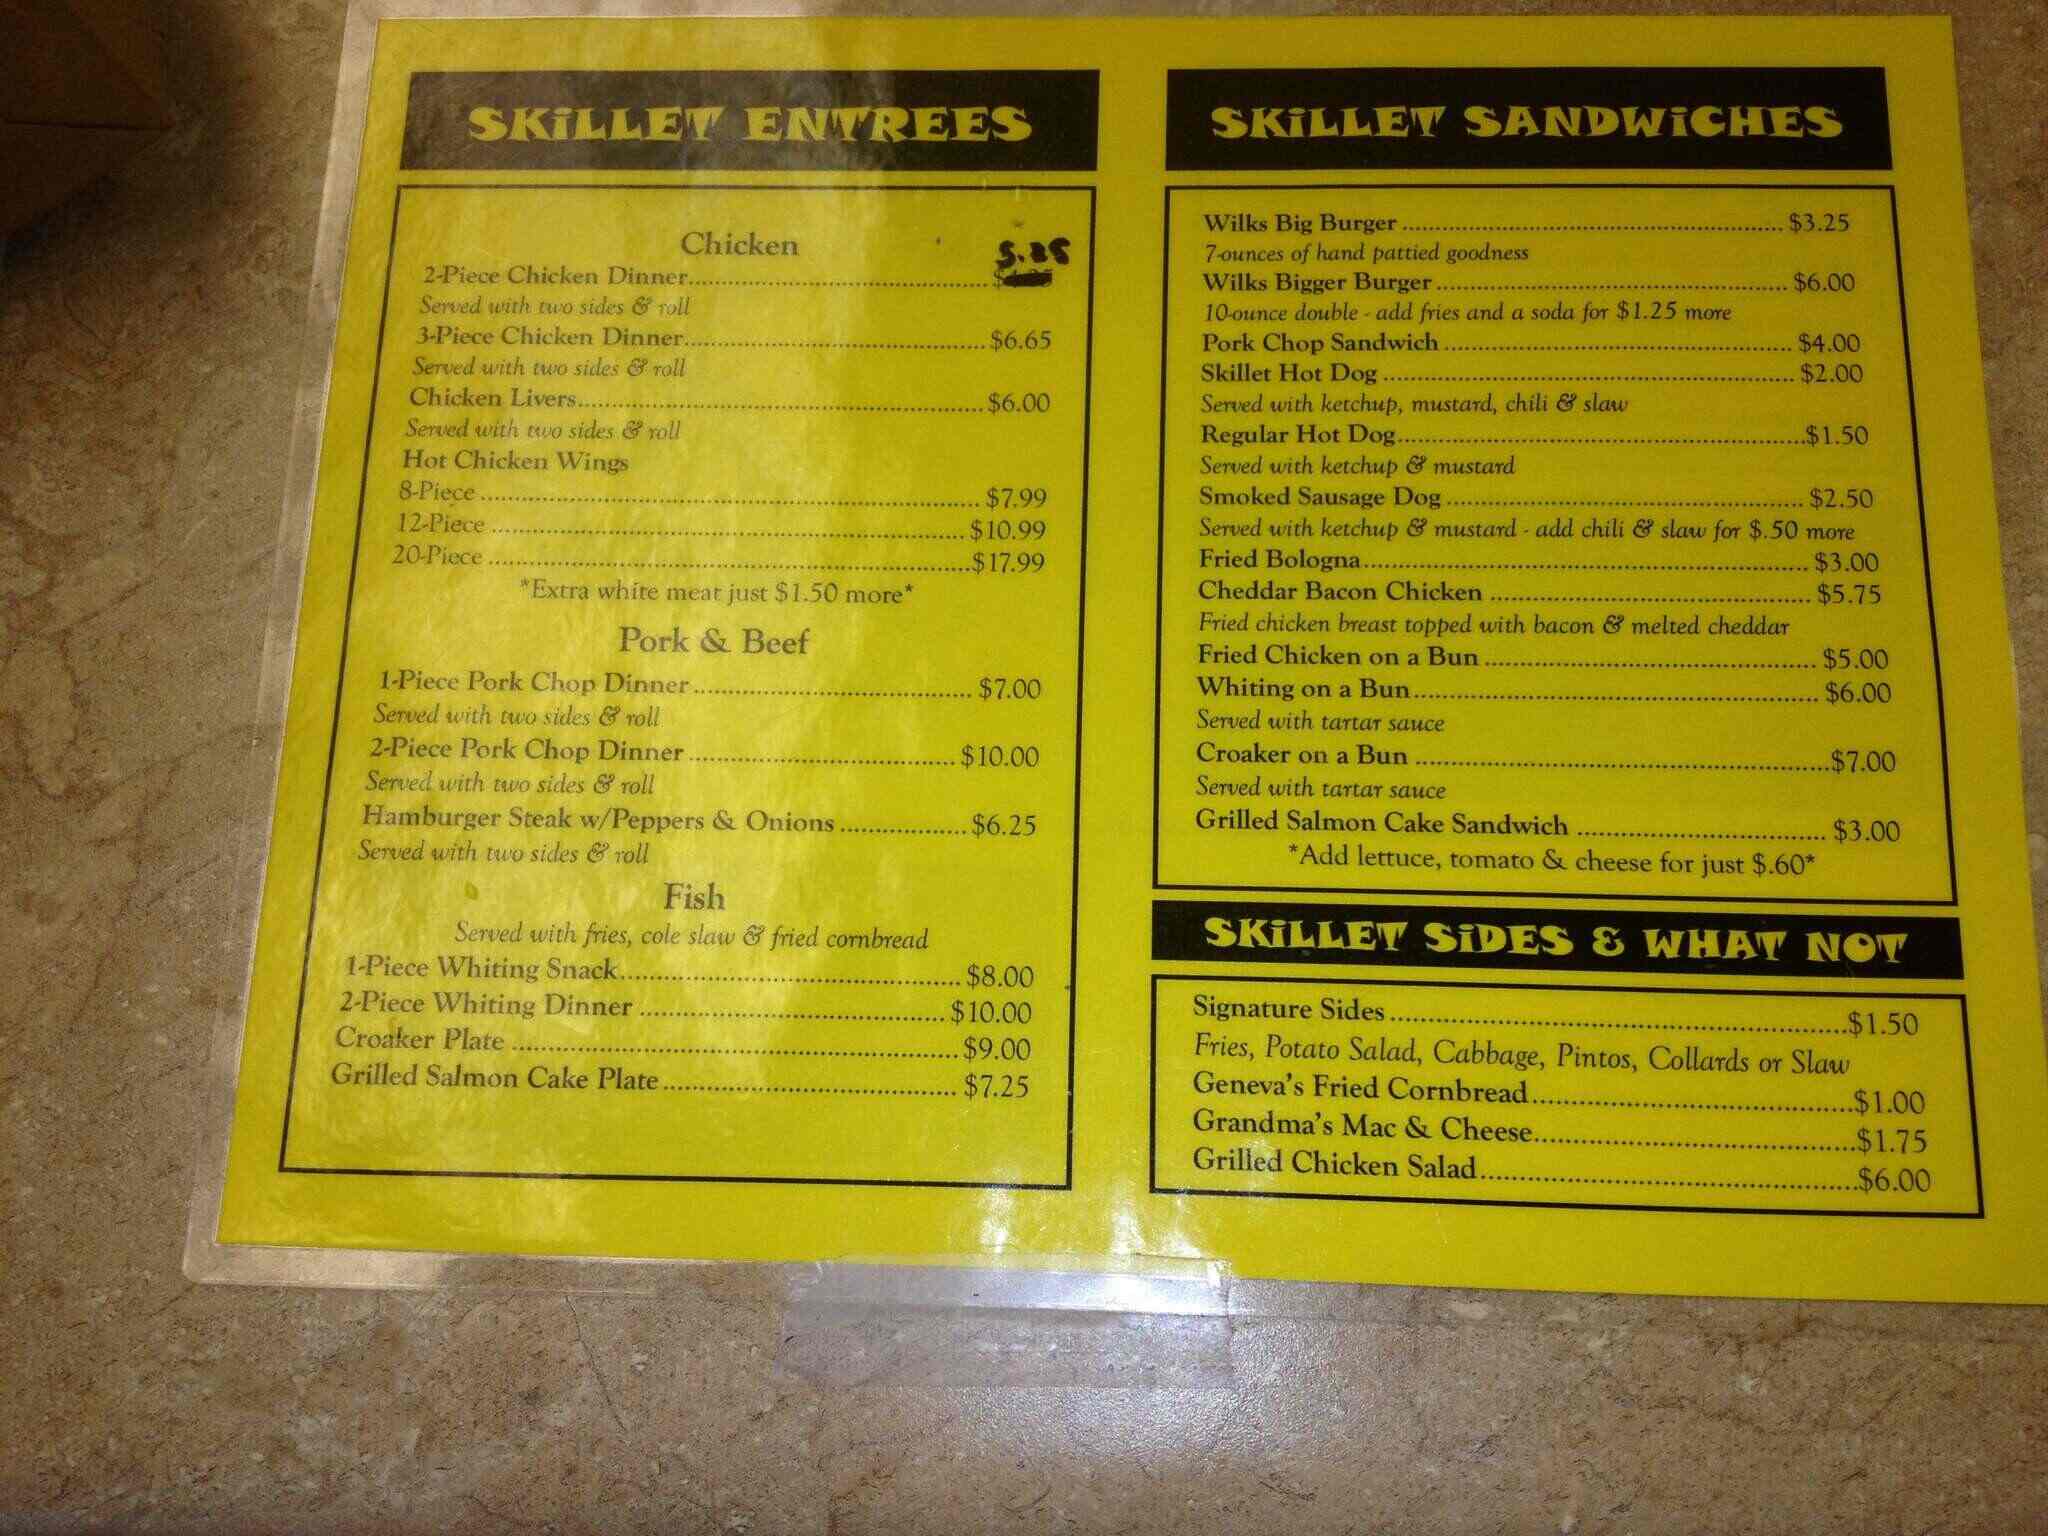 SKiLLET ENTREES
Chicken
5.25
2-Piece Chicken Dinner
Served with two sides & roll
3-Piece Chicken Dinner $6.65
Served with two sides & roll
Chicken Livers $6.00
Served with two sides & roll
Hot Chicken Wings
8-Piece $7.99
12-Piece $10.99
20-Piece $17.99
*Extra white meat just $1.50 more*
Pork & Beef
1-Piece Pork Chop Dinner $7.00
Served with two sides & roll
2-Piece Pork Chop Dinner $10.00
Served with two sides & roll
Hamburger Steak w/Peppers & Onions $6.25
Served with two sides & roll
Fish
Served with fries, cole slaw & fried cornbread
1-Piece Whiting Snack $8.00
2-Piece Whiting Dinner $10.00
Croaker Plate $9.00
Grilled Salmon Cake Plate $7.25
SKiLLET SANDWiCHES
Wilks Big Burger $3.25
7-ounces of hand pattied goodness
Wilks Bigger Burger $6.00
10-ounce double - add fries and a soda for $1.25 more
Pork Chop Sandwich $4.00
Skillet Hot Dog $2.00
Served with ketchup, mustard, chili & slaw
Regular Hot Dog $1.50
Served with ketchup & mustard
Smoked Sausage Dog $2.50
Served with ketchup & mustard - add chili & slaw for $.50 more
Fried Bologna $3.00
Cheddar Bacon Chicken $5.75
Fried chicken breast topped with bacon & melted cheddar
Fried Chicken on a Bun $5.00
Whiting on a Bun $6.00
Served with tartar sauce
Croaker on a Bun $7.00
Served with tartar sauce
Grilled Salmon Cake Sandwich $3.00
*Add lettuce, tomato & cheese for just $.60*
SKiLLET SiDES & WHAT NOT
Signature Sides $1.50
Fries, Potato Salad, Cabbage, Pintos, Collards or Slaw
Geneva's Fried Cornbread $1.00
Grandma's Mac & Cheese $1.75
Grilled Chicken Salad $6.00